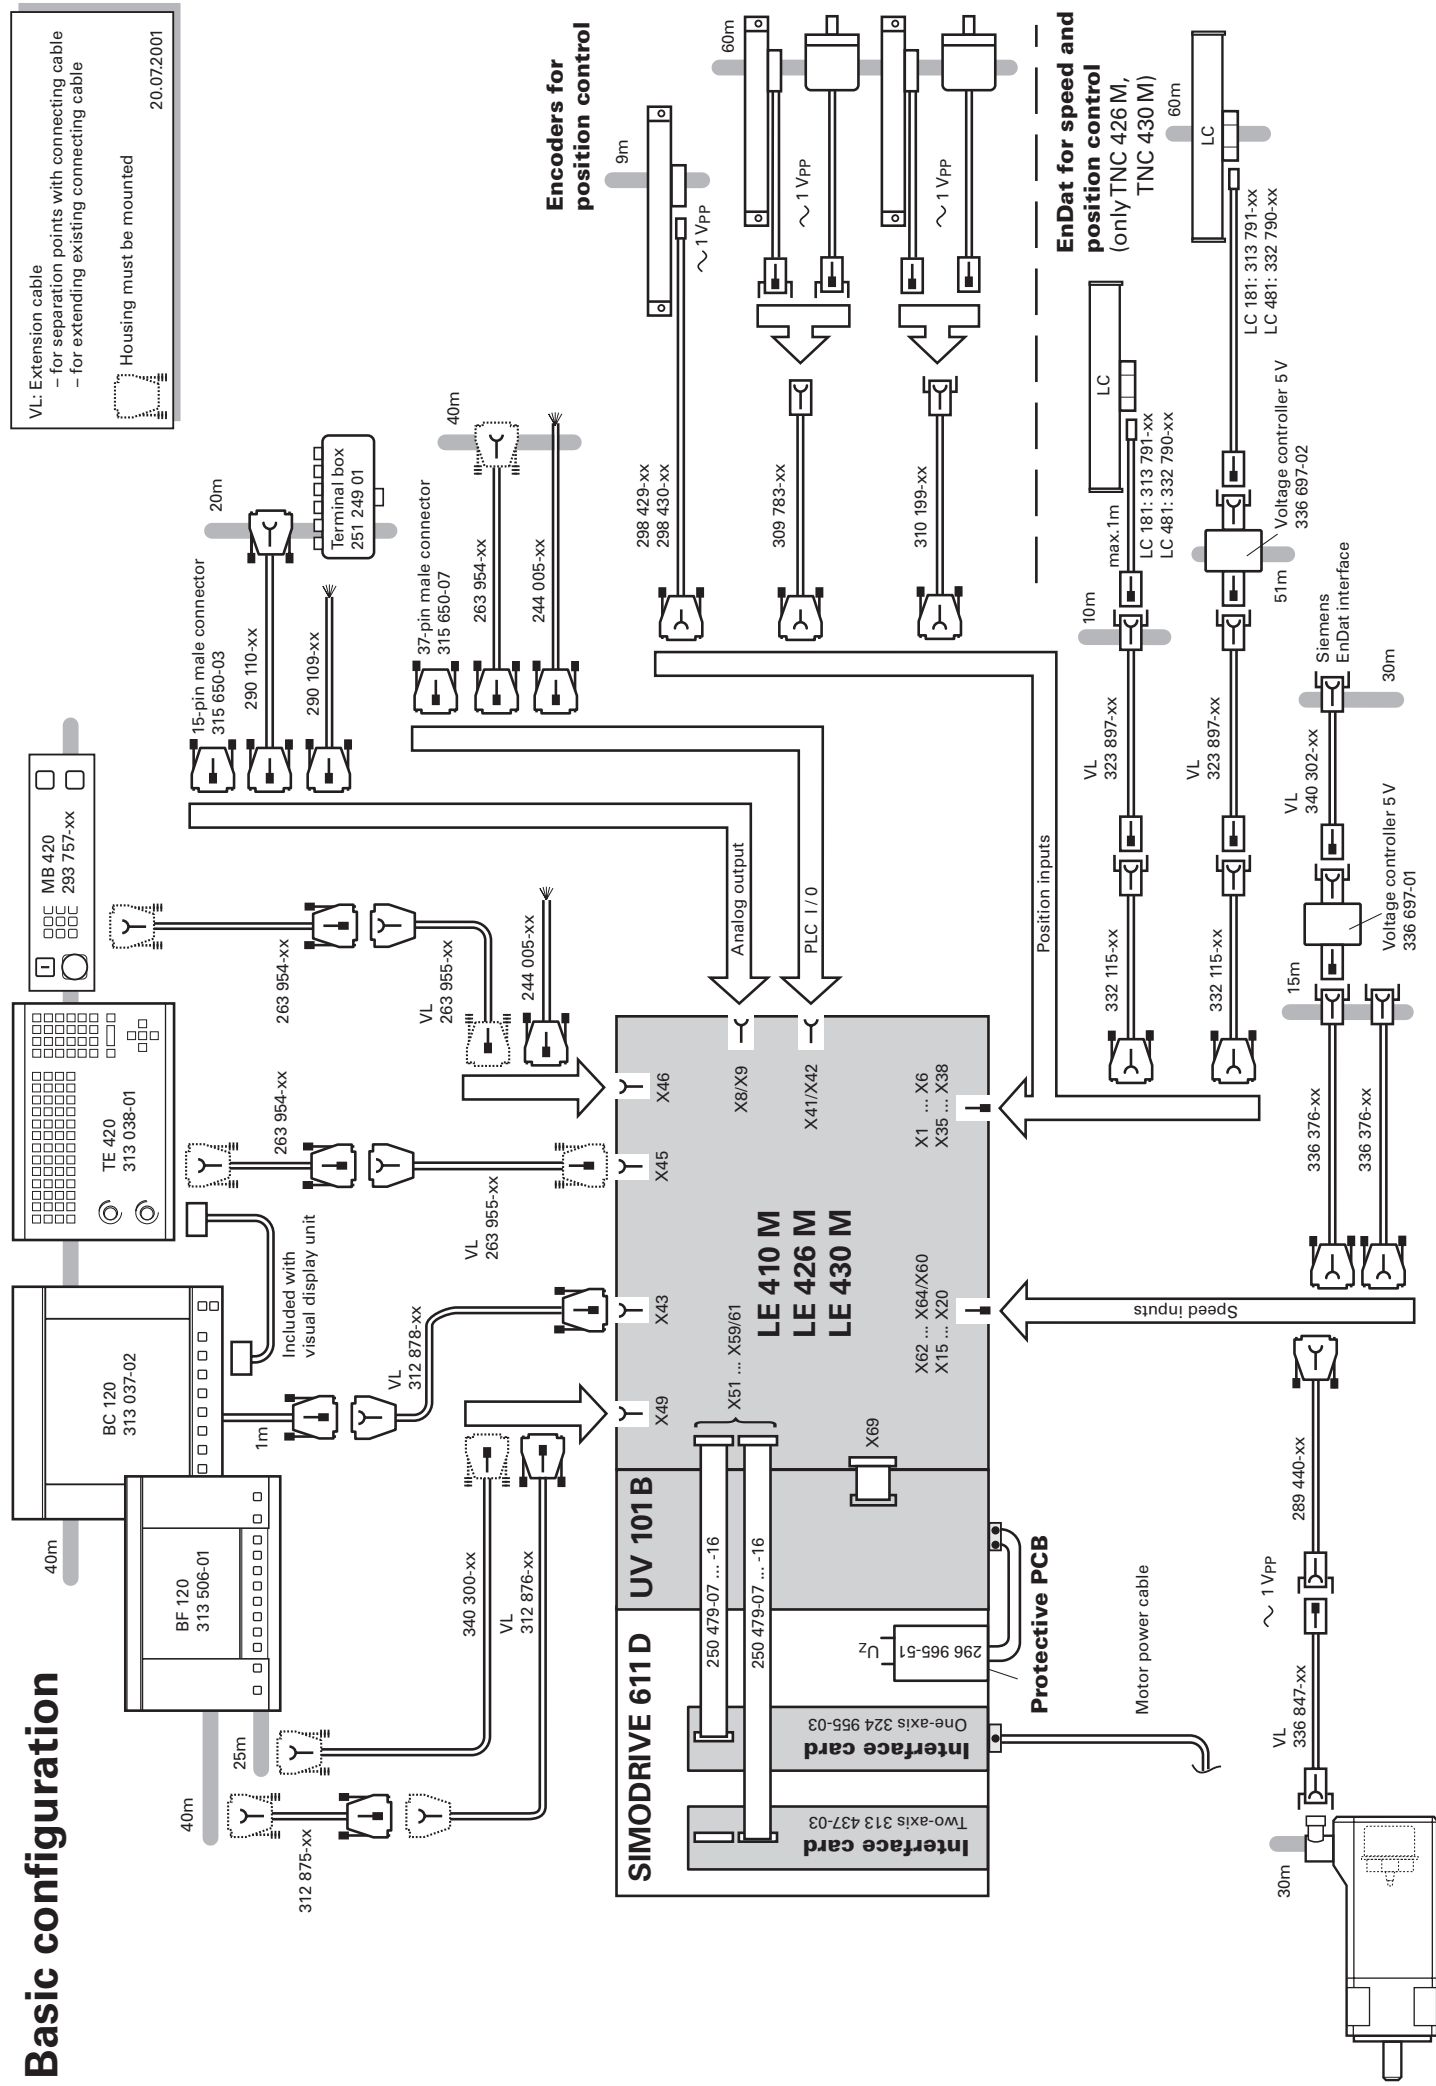 Basic configuration
VL: Extension cable
– for separation points with connecting cable
– for extending existing connecting cable
Housing must be mounted
20.07.2001
40m
BC 120
313 037-02
BF 120
313 506-01
TE 420
313 038-01
MB 420
293 757-xx
40m
25m
1m
Included with
visual display unit
312 875-xx
340 300-xx
VL
312 876-xx
VL
312 878-xx
263 954-xx
VL
263 955-xx
263 954-xx
VL
263 955-xx
244 005-xx
15-pin male connector
315 650-03
290 110-xx
290 109-xx
20m
Terminal box
251 249 01
37-pin male connector
315 650-07
263 954-xx
244 005-xx
40m
Analog output
PLC I / 0
Position inputs
Speed inputs
X49
X43
X45
X46
X8/X9
X41/X42
X1 ... X6
X35 ... X38
X62 ... X64/X60
X15 ... X20
X51 ... X59/61
X69
LE 410 M
LE 426 M
LE 430 M
UV 101 B
SIMODRIVE 611 D
250 479-07 ... -16
250 479-07 ... -16
UZ
296 965-51
Protective PCB
Interface card
One-axis 324 955-03
Interface card
Two-axis 313 437-03
Motor power cable
Encoders for
position control
298 429-xx
298 430-xx
9m
~ 1 VPP
309 783-xx
60m
~ 1 VPP
310 199-xx
~ 1 VPP
EnDat for speed and
position control
(only TNC 426 M,
TNC 430 M)
332 115-xx
VL
323 897-xx
10m
max. 1m
LC 181: 313 791-xx
LC 481: 332 790-xx
LC
332 115-xx
VL
323 897-xx
51m
Voltage controller 5 V
336 697-02
LC 181: 313 791-xx
LC 481: 332 790-xx
LC
60m
336 376-xx
336 376-xx
15m
Voltage controller 5 V
336 697-01
VL
340 302-xx
Siemens
EnDat interface
30m
289 440-xx
~ 1 VPP
VL
336 847-xx
30m